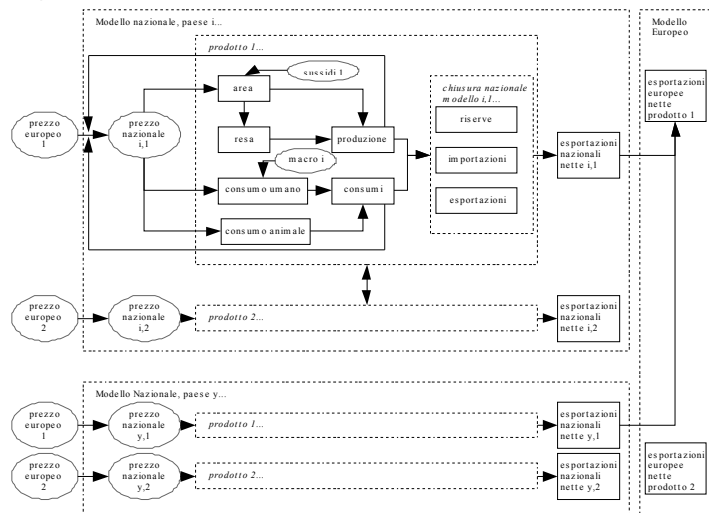 Modello nazionale, paese i...
Modello
Europeo
prodotto 1...
sussidi 1
area
chiusura nazionale
modello i,1...
riserve
esportazioni
europee
nette
prodotto 1
prezzo
europeo
1
prezzo
nazionale
i,1
resa
produzione
macro i
importazioni
esportazioni
nazionali
nette i,1
consumo umano
consumi
esportazioni
consumo animale
prezzo
europeo
2
prezzo
nazionale
i,2
prodotto 2...
esportazioni
nazionali
nette i,2
Modello Nazionale, paese y...
prezzo
europeo
1
prezzo
nazionale
y,1
prodotto 1...
esportazioni
nazionali
nette y,1
prezzo
europeo
2
prezzo
nazionale
y,2
prodotto 2...
esportazioni
nazionali
nette y,2
esportazioni
europee
nette
prodotto 2